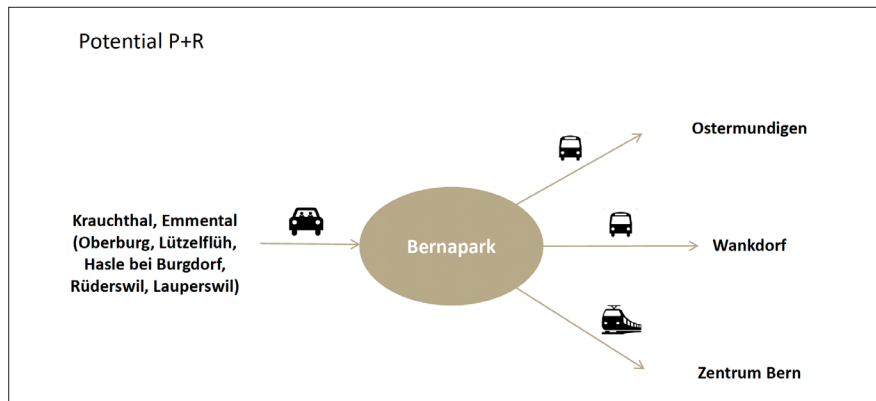 Potential P+R
Ostermundigen
Krauchthal, Emmental
(Oberburg, Lützelflüh,
Hasle bei Burgdorf,
Rüderswil, Lauperswil)
Bernapark
Wankdorf
Zentrum Bern